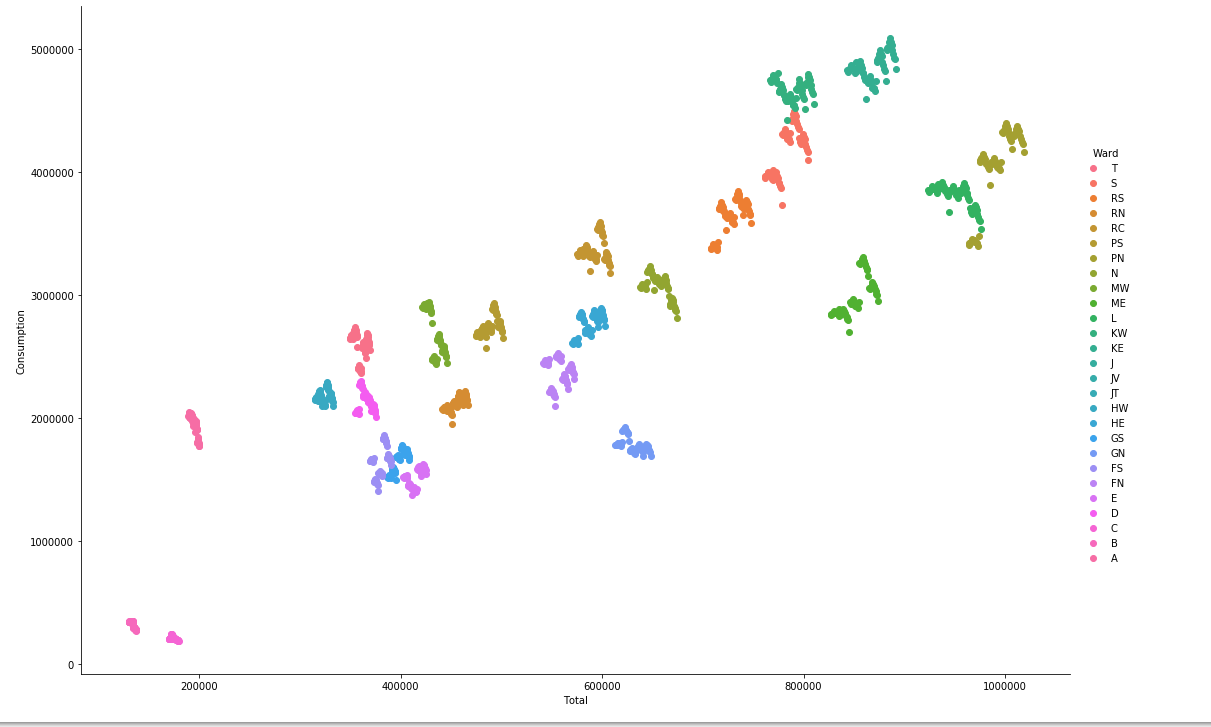 5000000
4000000
3000000
2000000
1000000
0
Consumption
200000
400000
600000
800000
1000000
Total
Ward
T
S
RS
RN
RC
PS
PN
N
MW
ME
L
KW
KE
J
JV
JT
HW
HE
GS
GN
FS
FN
E
D
C
B
A